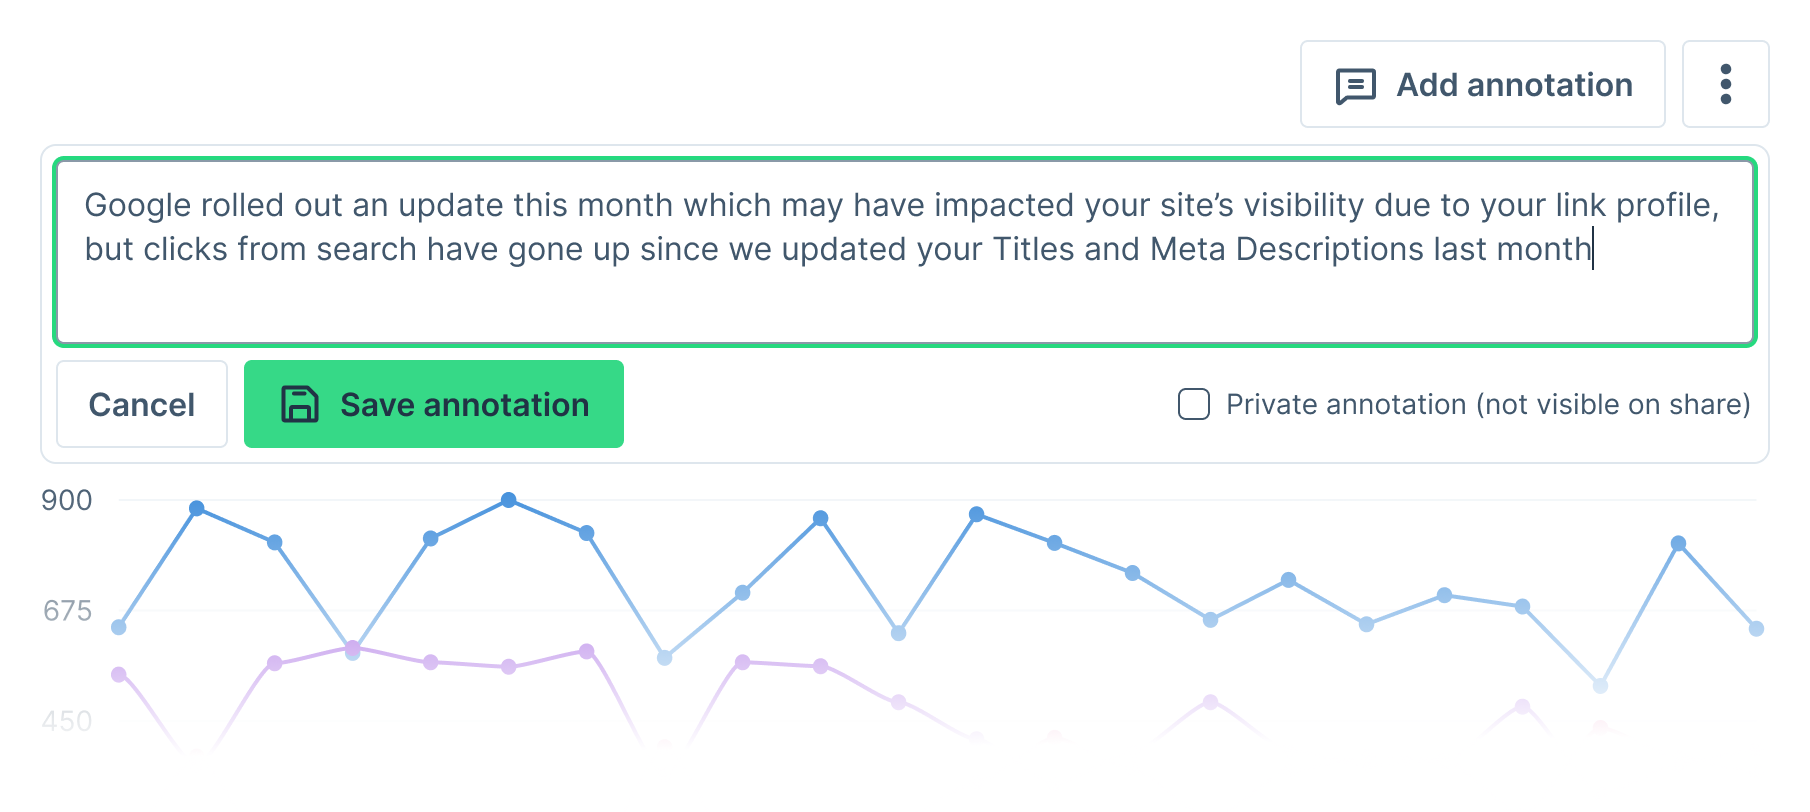 Add annotation
Google rolled out an update this month which may have impacted your site’s visibility due to your link profile,
but clicks from search have gone up since we updated your Titles and Meta Descriptions last month
Cancel
Save annotation
Private annotation (not visible on share)
900
675
450